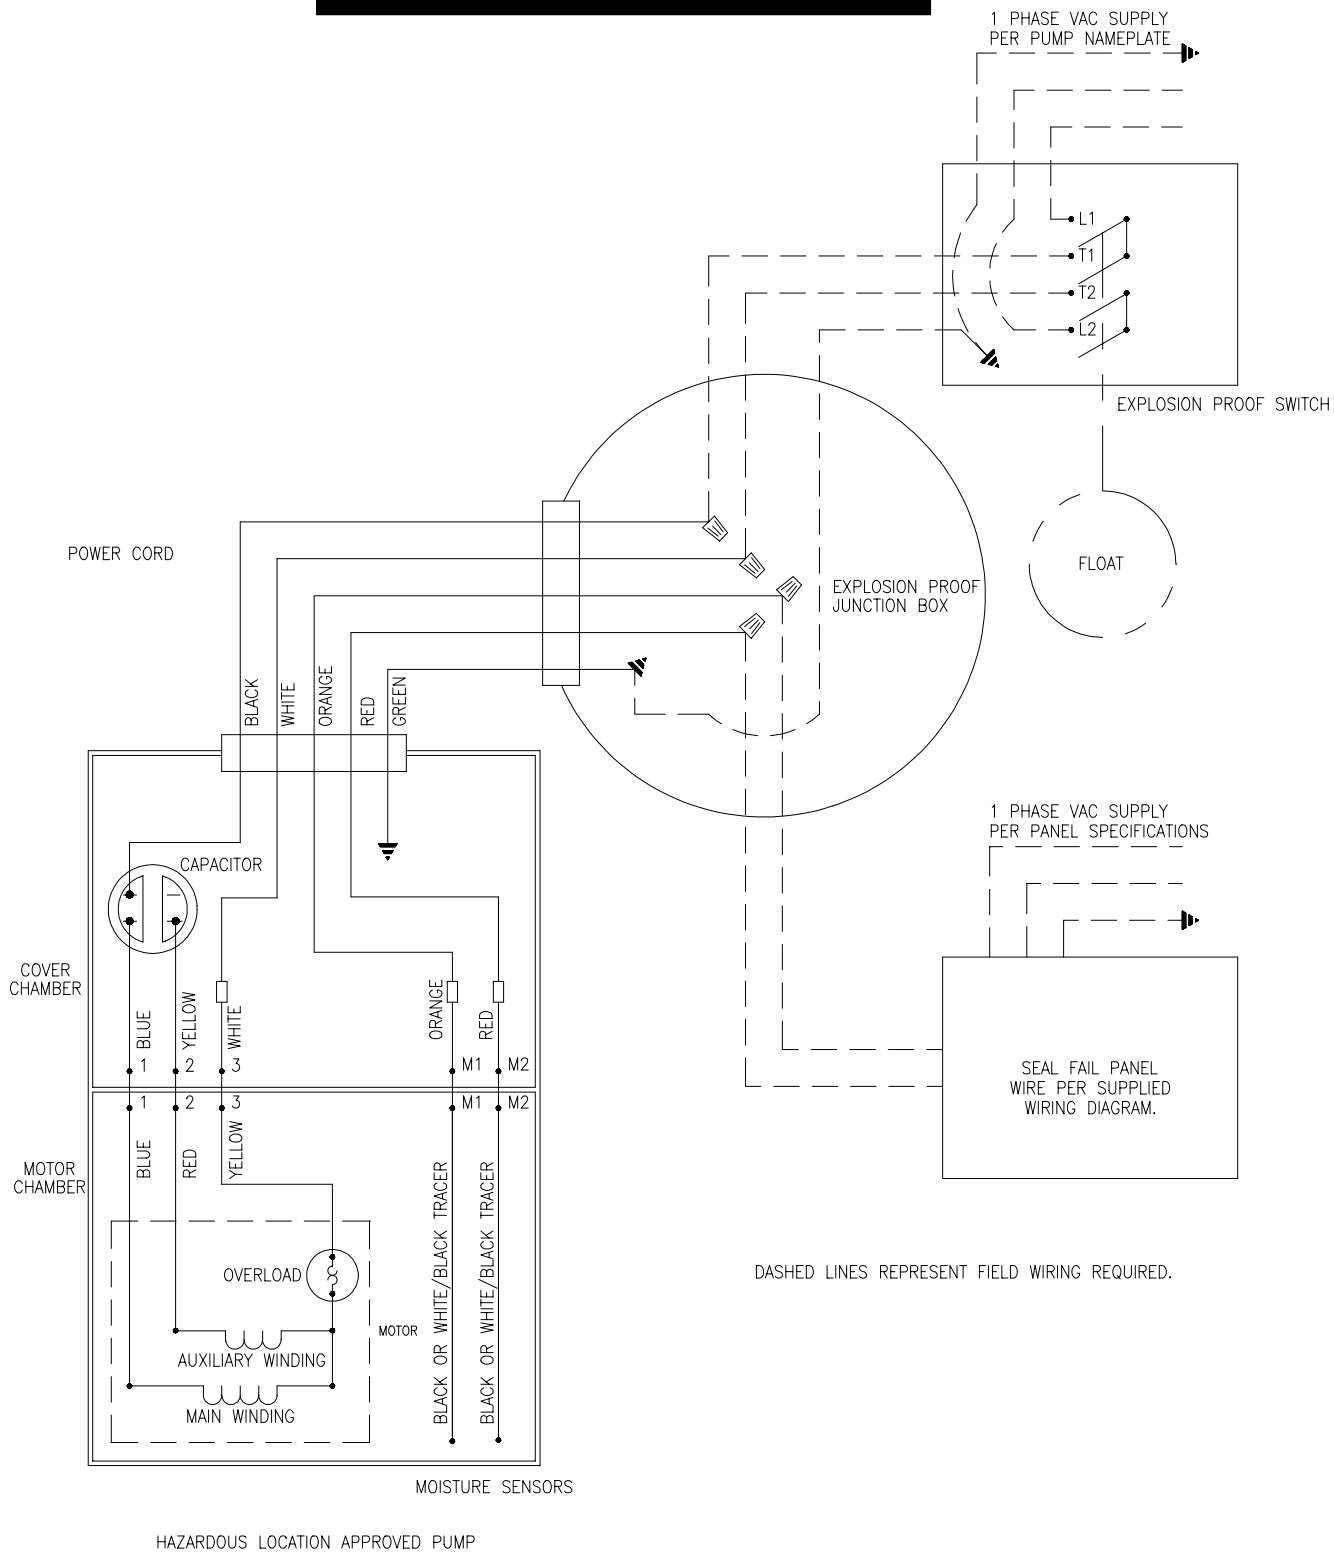 1 PHASE VAC SUPPLY
PER PUMP NAMEPLATE
L1
T1
T2
L2
EXPLOSION PROOF SWITCH
POWER CORD
FLOAT
EXPLOSION PROOF
JUNCTION BOX
BLACK
WHITE
ORANGE
RED
GREEN
1 PHASE VAC SUPPLY
PER PANEL SPECIFICATIONS
CAPACITOR
COVER
CHAMBER
BLUE
YELLOW
WHITE
ORANGE
RED
1
2
3
M1
M2
SEAL FAIL PANEL
WIRE PER SUPPLIED
WIRING DIAGRAM.
1
2
3
M1
M2
MOTOR
CHAMBER
BLUE
RED
YELLOW
BLACK OR WHITE/BLACK TRACER
BLACK OR WHITE/BLACK TRACER
OVERLOAD
DASHED LINES REPRESENT FIELD WIRING REQUIRED.
MOTOR
AUXILIARY WINDING
MAIN WINDING
MOISTURE SENSORS
HAZARDOUS LOCATION APPROVED PUMP